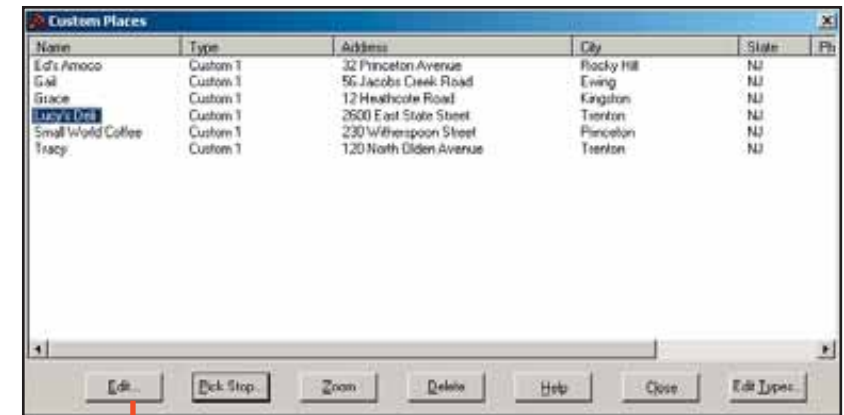 Custom Places
Name Type Address City State Ph
Ed's Amoco Custom 1 32 Princeton Avenue Rocky Hill NJ
Gail Custom 1 56 Jacobs Creek Road Ewing NJ
Grace Custom 1 12 Heathcote Road Kingston NJ
Lucy's Deli Custom 1 2600 East State Street Trenton NJ
Small World Coffee Custom 1 230 Witherspoon Street Princeton NJ
Tracy Custom 1 120 North Olden Avenue Trenton NJ
Edit... Pick Stop... Zoom Delete Help Close Edit Types...